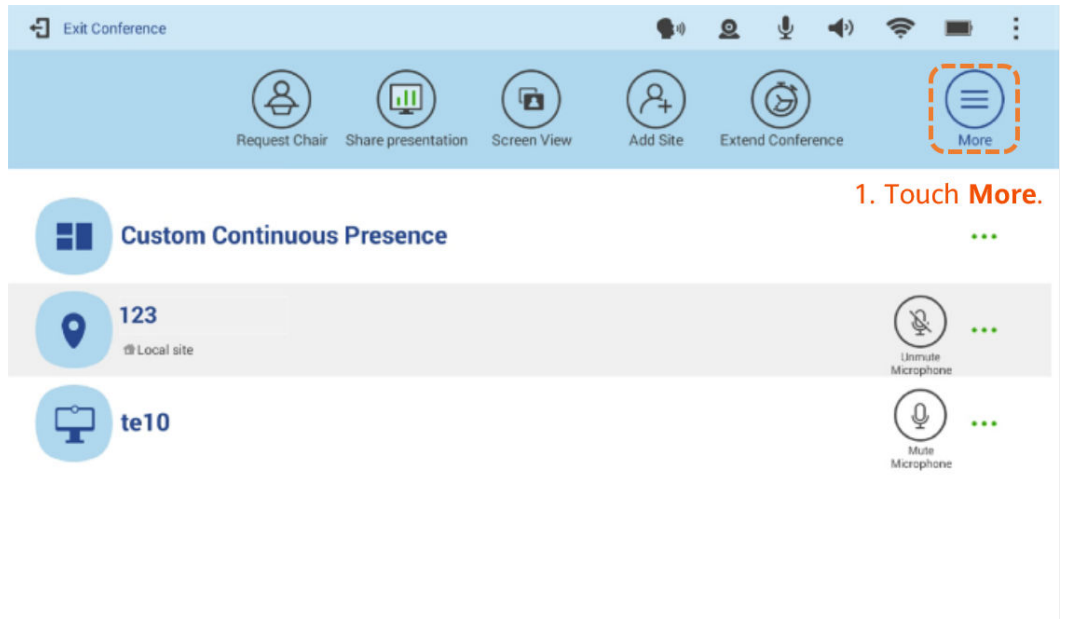 Exit Conference
Request Chair
Share presentation
Screen View
Add Site
Extend Conference
More
1. Touch More.
Custom Continuous Presence
123
Local site
Unmute
Microphone
te10
Mute
Microphone